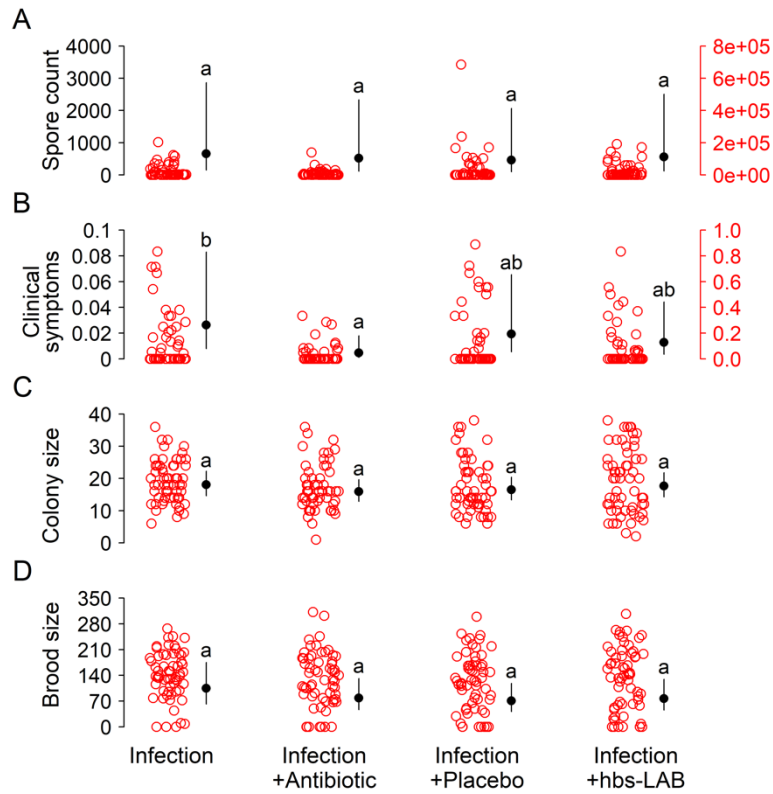 A
Spore count
4000
3000
2000
1000
0
a
a
a
a
8e+05
6e+05
4e+05
2e+05
0e+00
B
Clinical
symptoms
0.1
0.08
0.06
0.04
0.02
0
b
a
ab
ab
1.0
0.8
0.6
0.4
0.2
0.0
C
Colony size
40
30
20
10
0
a
a
a
a
D
Brood size
350
280
210
140
70
0
a
a
a
a
Infection
Infection
+Antibiotic
Infection
+Placebo
Infection
+hbs-LAB